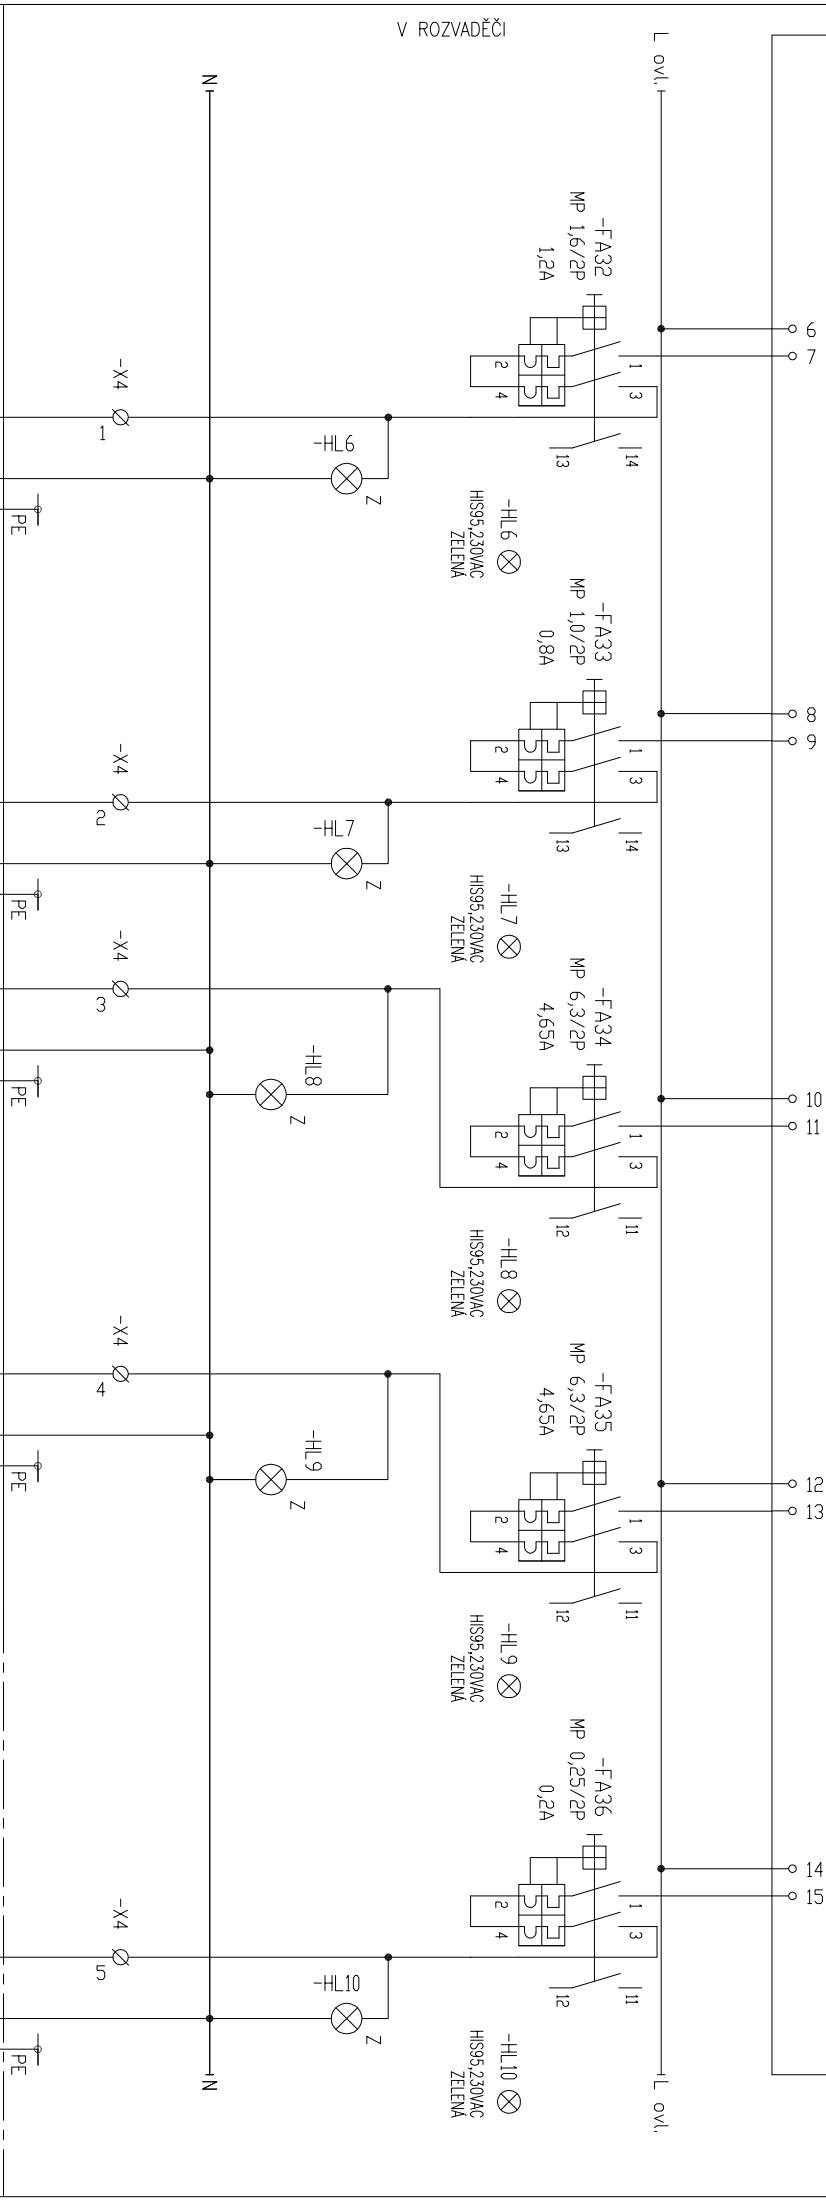 V ROZVADĚČI
L ovl.
N
6
7
-FA32
MP 1,6/2P
1,2A
1
3
2
4
14
13
-X4
1
-HL6
Z
PE
-HL6
HIS95,230VAC
ZELENÁ
8
9
-FA33
MP 1,0/2P
0,8A
1
3
2
4
14
13
-X4
2
-HL7
Z
PE
-HL7
HIS95,230VAC
ZELENÁ
10
11
-FA34
MP 6,3/2P
4,65A
1
3
2
4
11
12
-X4
3
-HL8
Z
PE
-HL8
HIS95,230VAC
ZELENÁ
12
13
-FA35
MP 6,3/2P
4,65A
1
3
2
4
11
12
-X4
4
-HL9
Z
PE
-HL9
HIS95,230VAC
ZELENÁ
14
15
-FA36
MP 0,25/2P
0,2A
1
3
2
4
11
12
-X4
5
-HL10
Z
PE
-HL10
HIS95,230VAC
ZELENÁ
L ovl.
N